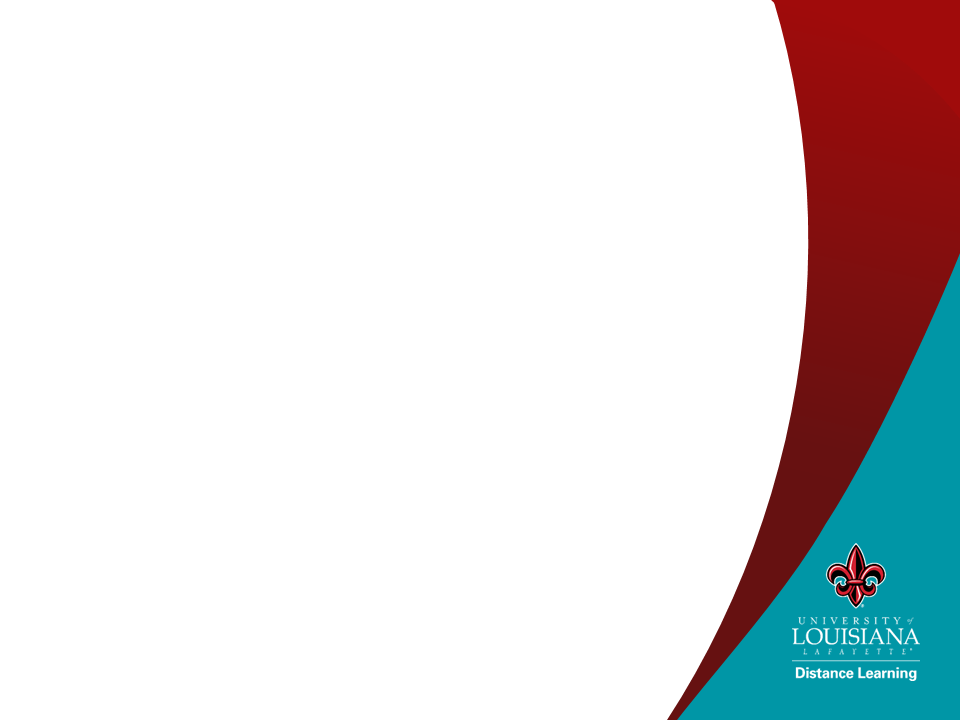 UNIVERSITY of
LOUISIANA
LAFAYETTE
Distance Learning